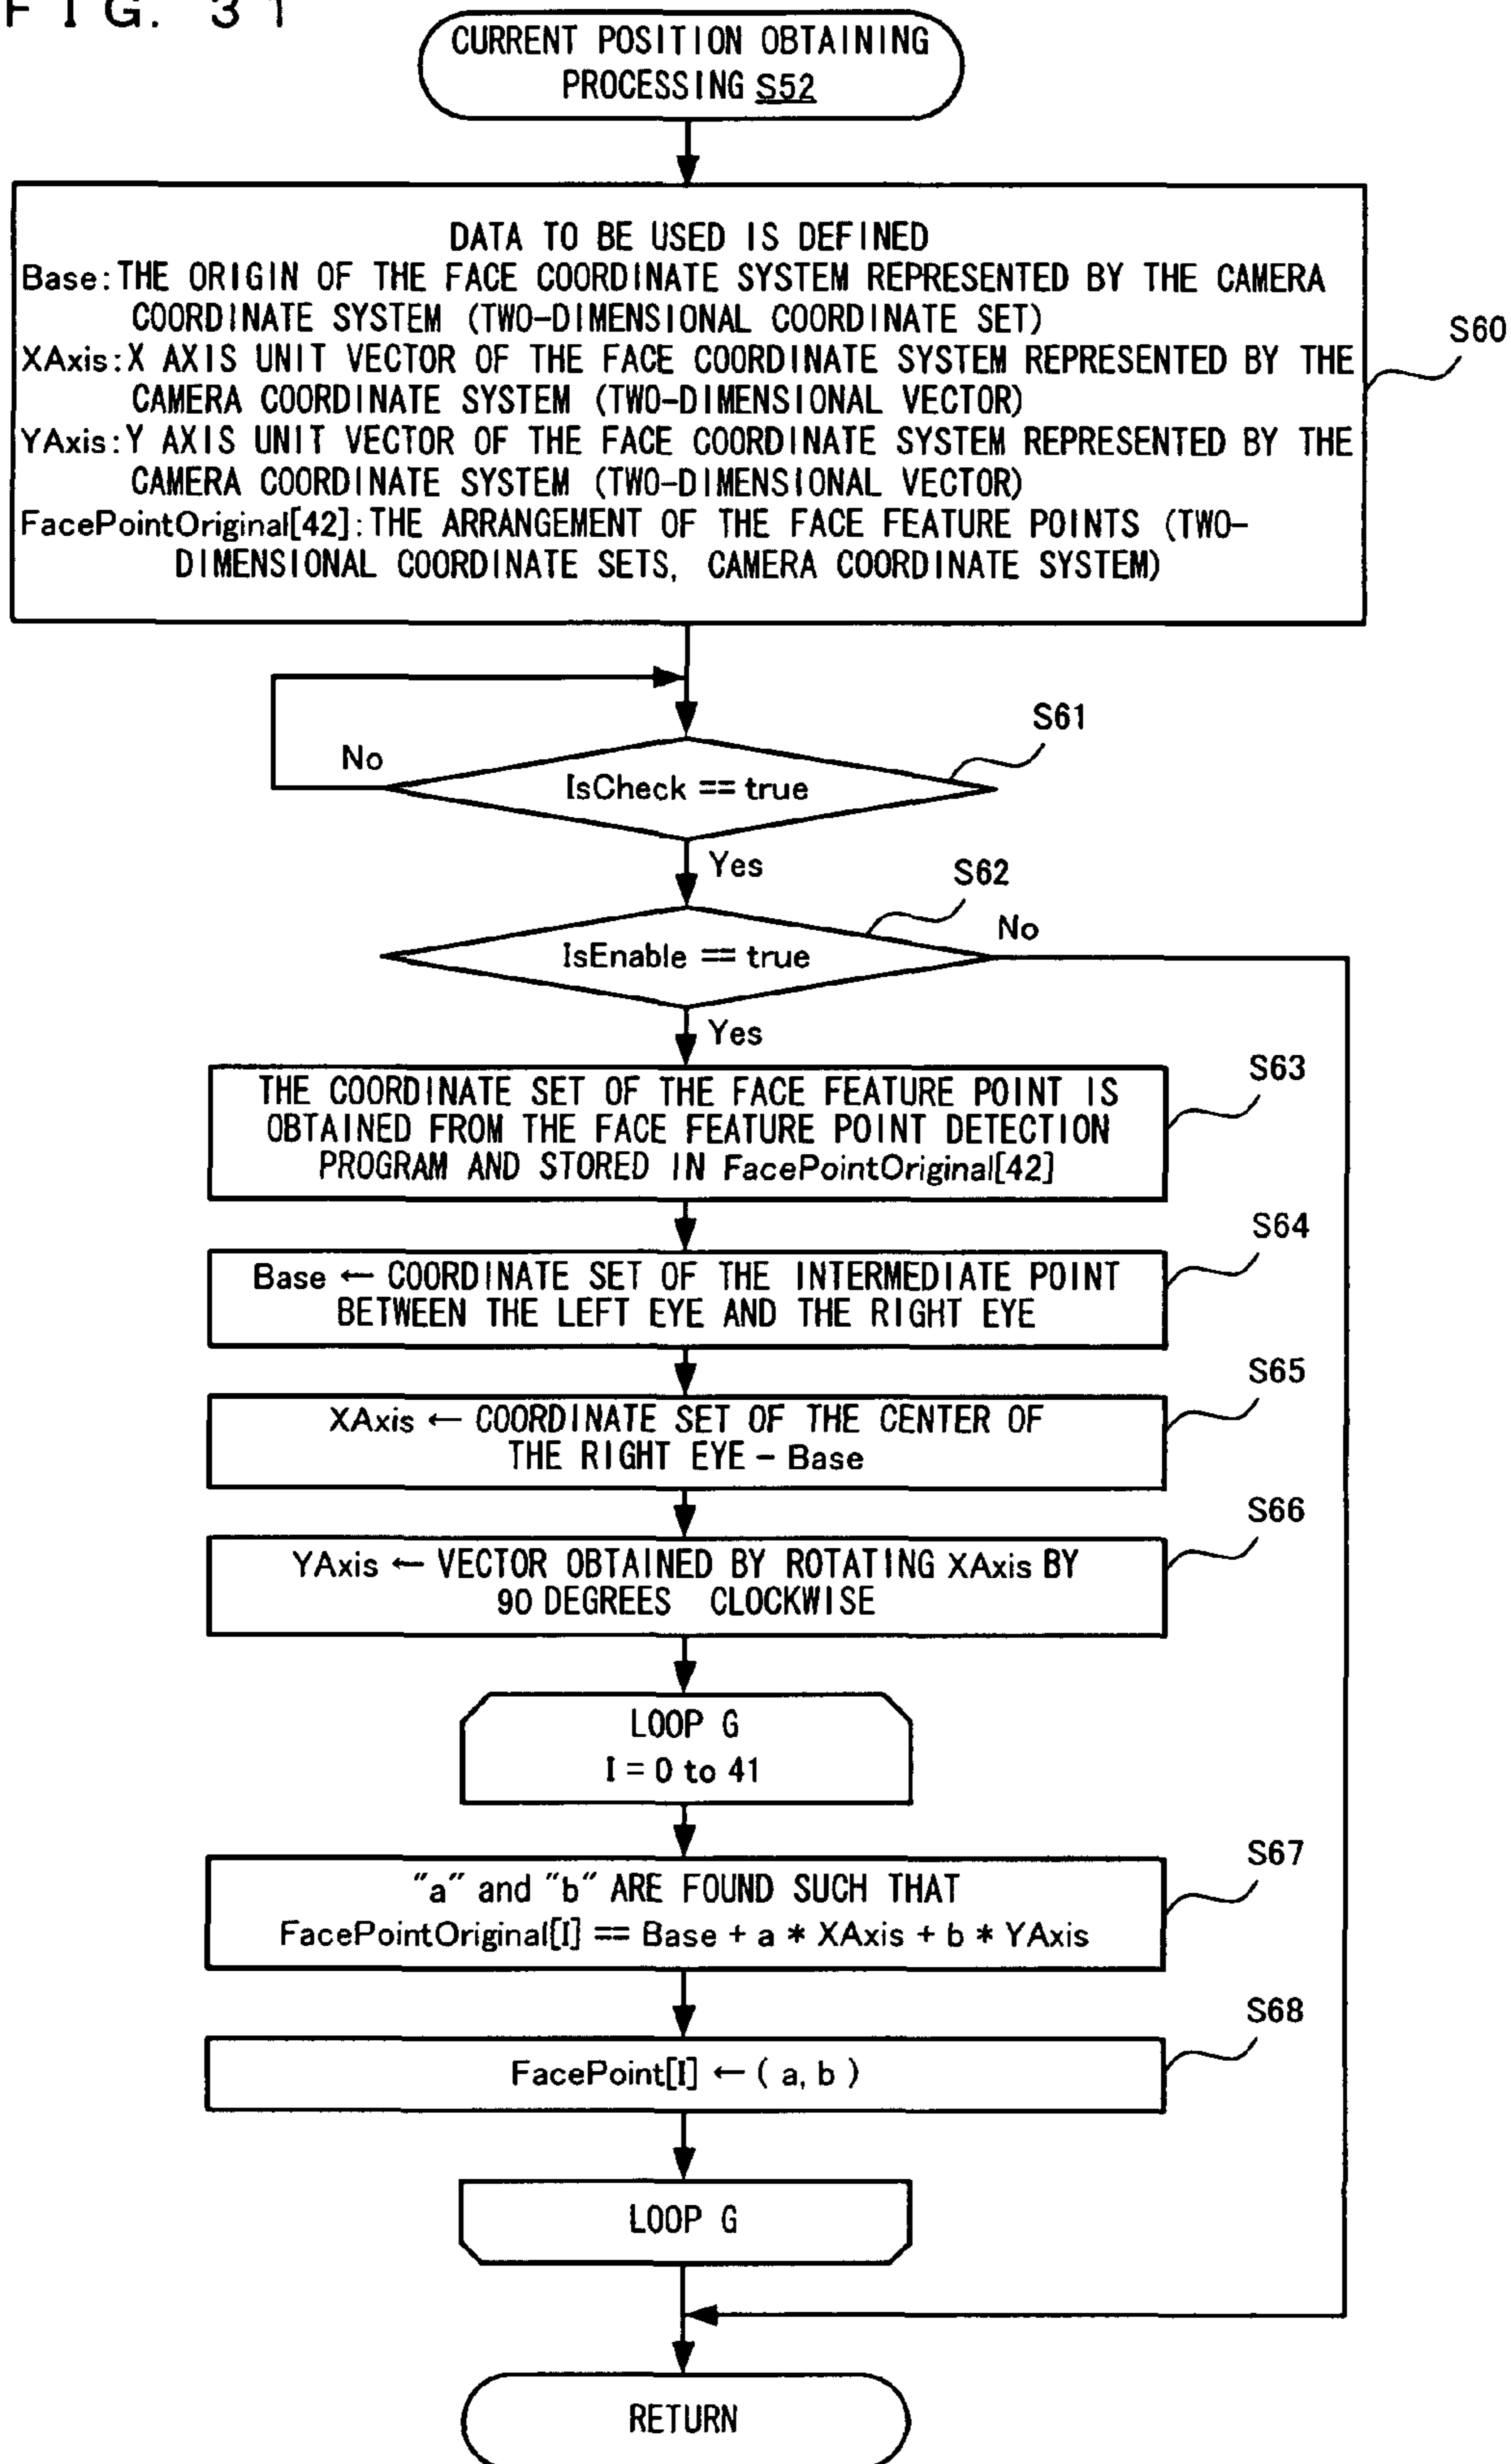 FIG. 31
CURRENT POSITION OBTAINING
PROCESSING S52
DATA TO BE USED IS DEFINED
Base:THE ORIGIN OF THE FACE COORDINATE SYSTEM REPRESENTED BY THE CAMERA
COORDINATE SYSTEM (TWO-DIMENSIONAL COORDINATE SET)
XAxis:X AXIS UNIT VECTOR OF THE FACE COORDINATE SYSTEM REPRESENTED BY THE
CAMERA COORDINATE SYSTEM (TWO-DIMENSIONAL VECTOR)
YAxis:Y AXIS UNIT VECTOR OF THE FACE COORDINATE SYSTEM REPRESENTED BY THE
CAMERA COORDINATE SYSTEM (TWO-DIMENSIONAL VECTOR)
FacePointOriginal[42]:THE ARRANGEMENT OF THE FACE FEATURE POINTS (TWO-
DIMENSIONAL COORDINATE SETS, CAMERA COORDINATE SYSTEM)
S60
S61
No
IsCheck == true
Yes
S62
No
IsEnable == true
Yes
S63
THE COORDINATE SET OF THE FACE FEATURE POINT IS
OBTAINED FROM THE FACE FEATURE POINT DETECTION
PROGRAM AND STORED IN FacePointOriginal[42]
S64
Base ← COORDINATE SET OF THE INTERMEDIATE POINT
BETWEEN THE LEFT EYE AND THE RIGHT EYE
S65
XAxis ← COORDINATE SET OF THE CENTER OF
THE RIGHT EYE – Base
S66
YAxis ← VECTOR OBTAINED BY ROTATING XAxis BY
90 DEGREES CLOCKWISE
LOOP G
I = 0 to 41
S67
"a" and "b" ARE FOUND SUCH THAT
FacePointOriginal[I] == Base + a * XAxis + b * YAxis
S68
FacePoint[I] ← ( a, b )
LOOP G
RETURN